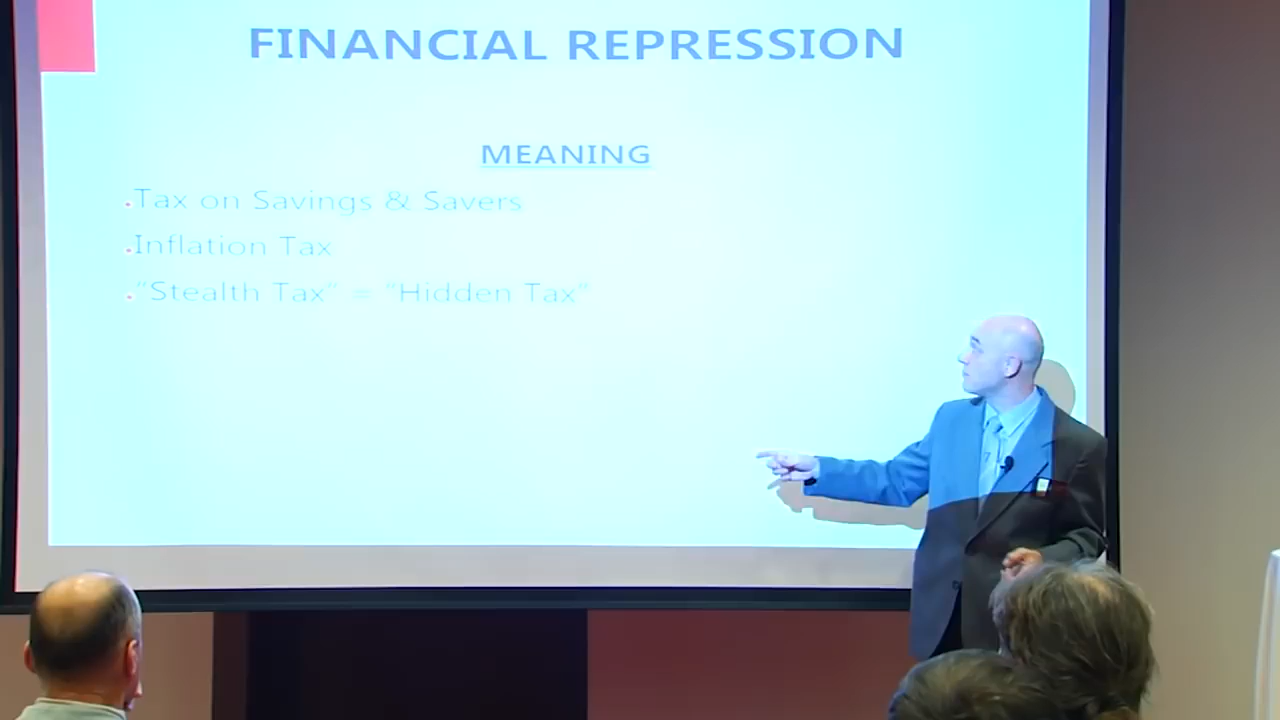 FINANCIAL REPRESSION
MEANING
.Tax on Savings & Savers
.Inflation Tax
."Stealth Tax" = "Hidden Tax"